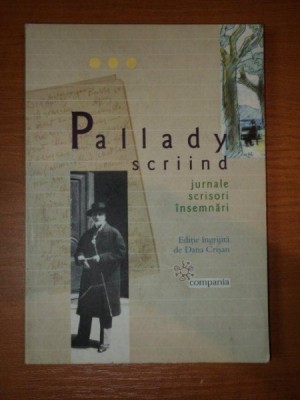 Pallady
scriind
jurnale
scrisori
însemnări
Ediție îngrijită
de Dana Crișan
compania